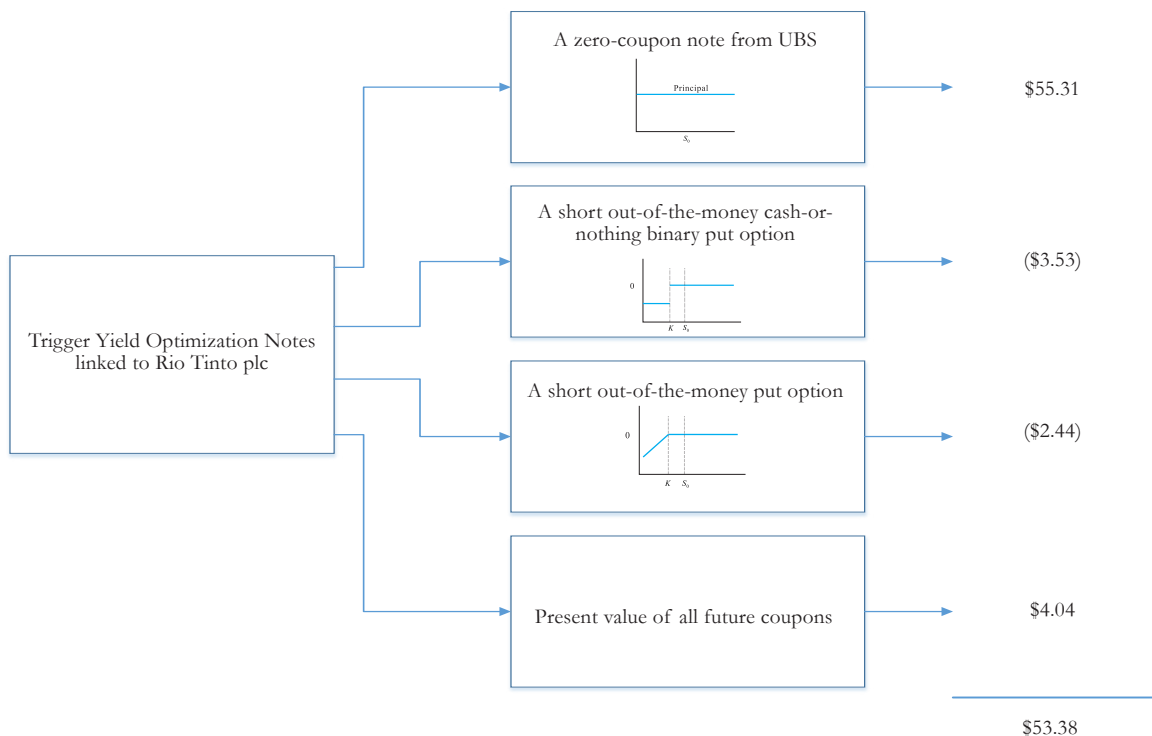 A zero-coupon note from UBS
Principal
S₀
$55.31
A short out-of-the-money cash-or-
nothing binary put option
0
K
S₀
($3.53)
Trigger Yield Optimization Notes
linked to Rio Tinto plc
A short out-of-the-money put option
0
K
S₀
($2.44)
Present value of all future coupons
$4.04
$53.38